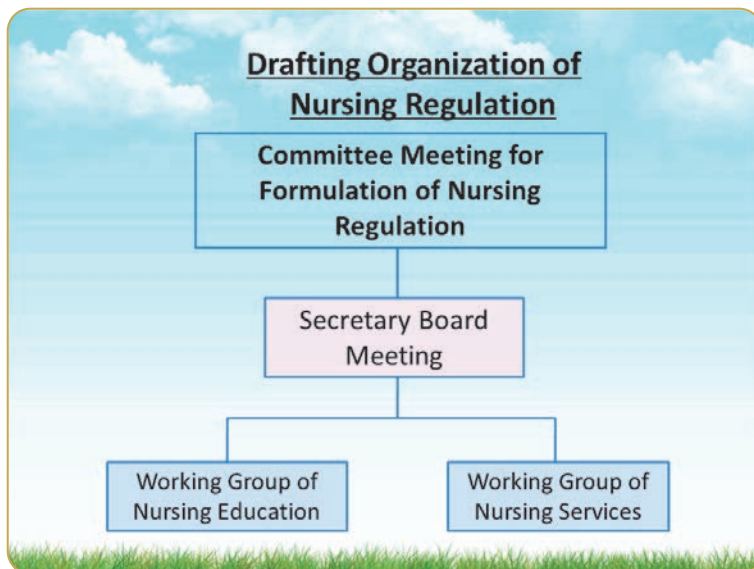 Drafting Organization of
Nursing Regulation
Committee Meeting for
Formulation of Nursing
Regulation
Secretary Board
Meeting
Working Group of
Nursing Education
Working Group of
Nursing Services